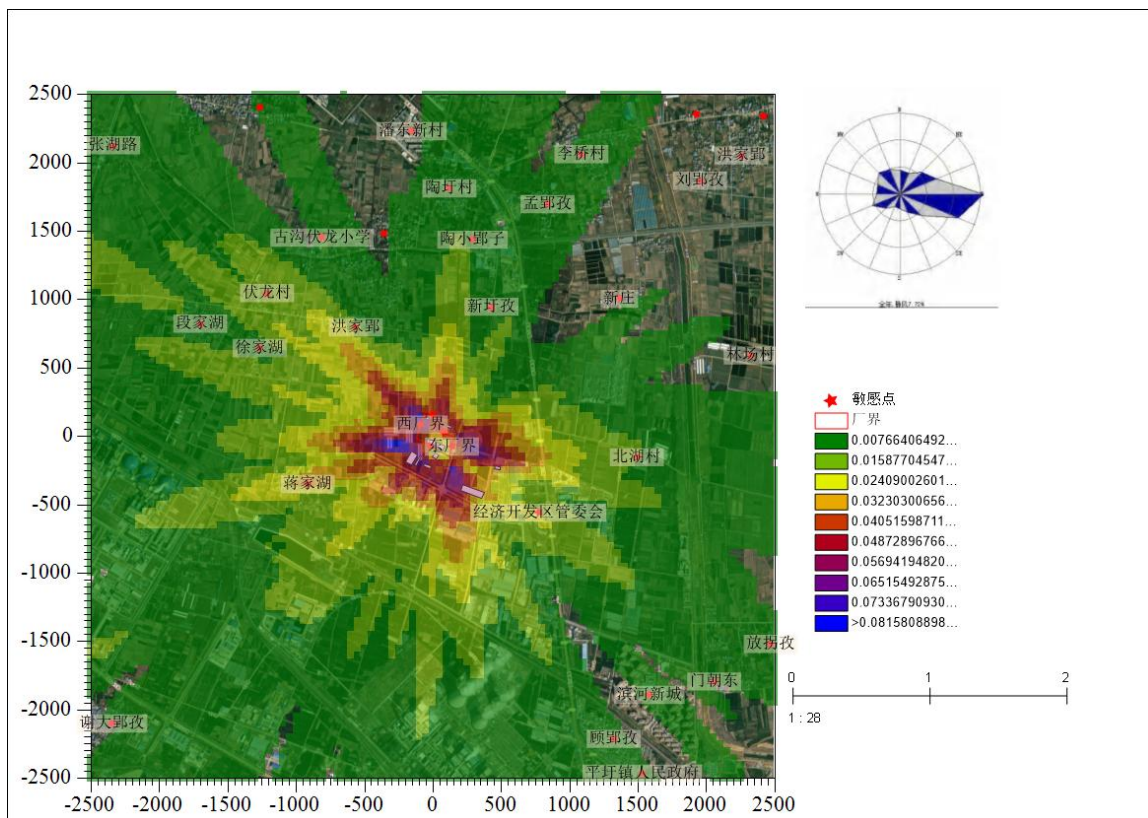 2500
2000
1500
1000
500
0
-500
-1000
-1500
-2000
-2500
-2500
-2000
-1500
-1000
-500
0
500
1000
1500
2000
2500
张湖路
潘东新村
李桥村
洪家郢
陶圩村
刘郢孜
孟郢孜
古沟伏龙小学
陶小郢子
伏龙村
新圩孜
新庄
段家湖
洪家郢
徐家湖
林场村
西厂界
东厂界
北湖村
蒋家湖
经济开发区管委会
放拐孜
门朝东
滨河新城
谢大郢孜
顾郢孜
平圩镇人民政府
敏感点
厂界
0.00766406492...
0.01587704547...
0.02409002601...
0.03230300656...
0.04051598711...
0.04872896766...
0.05694194820...
0.06515492875...
0.07336790930...
>0.0815808898...
0
1
2
1 : 28